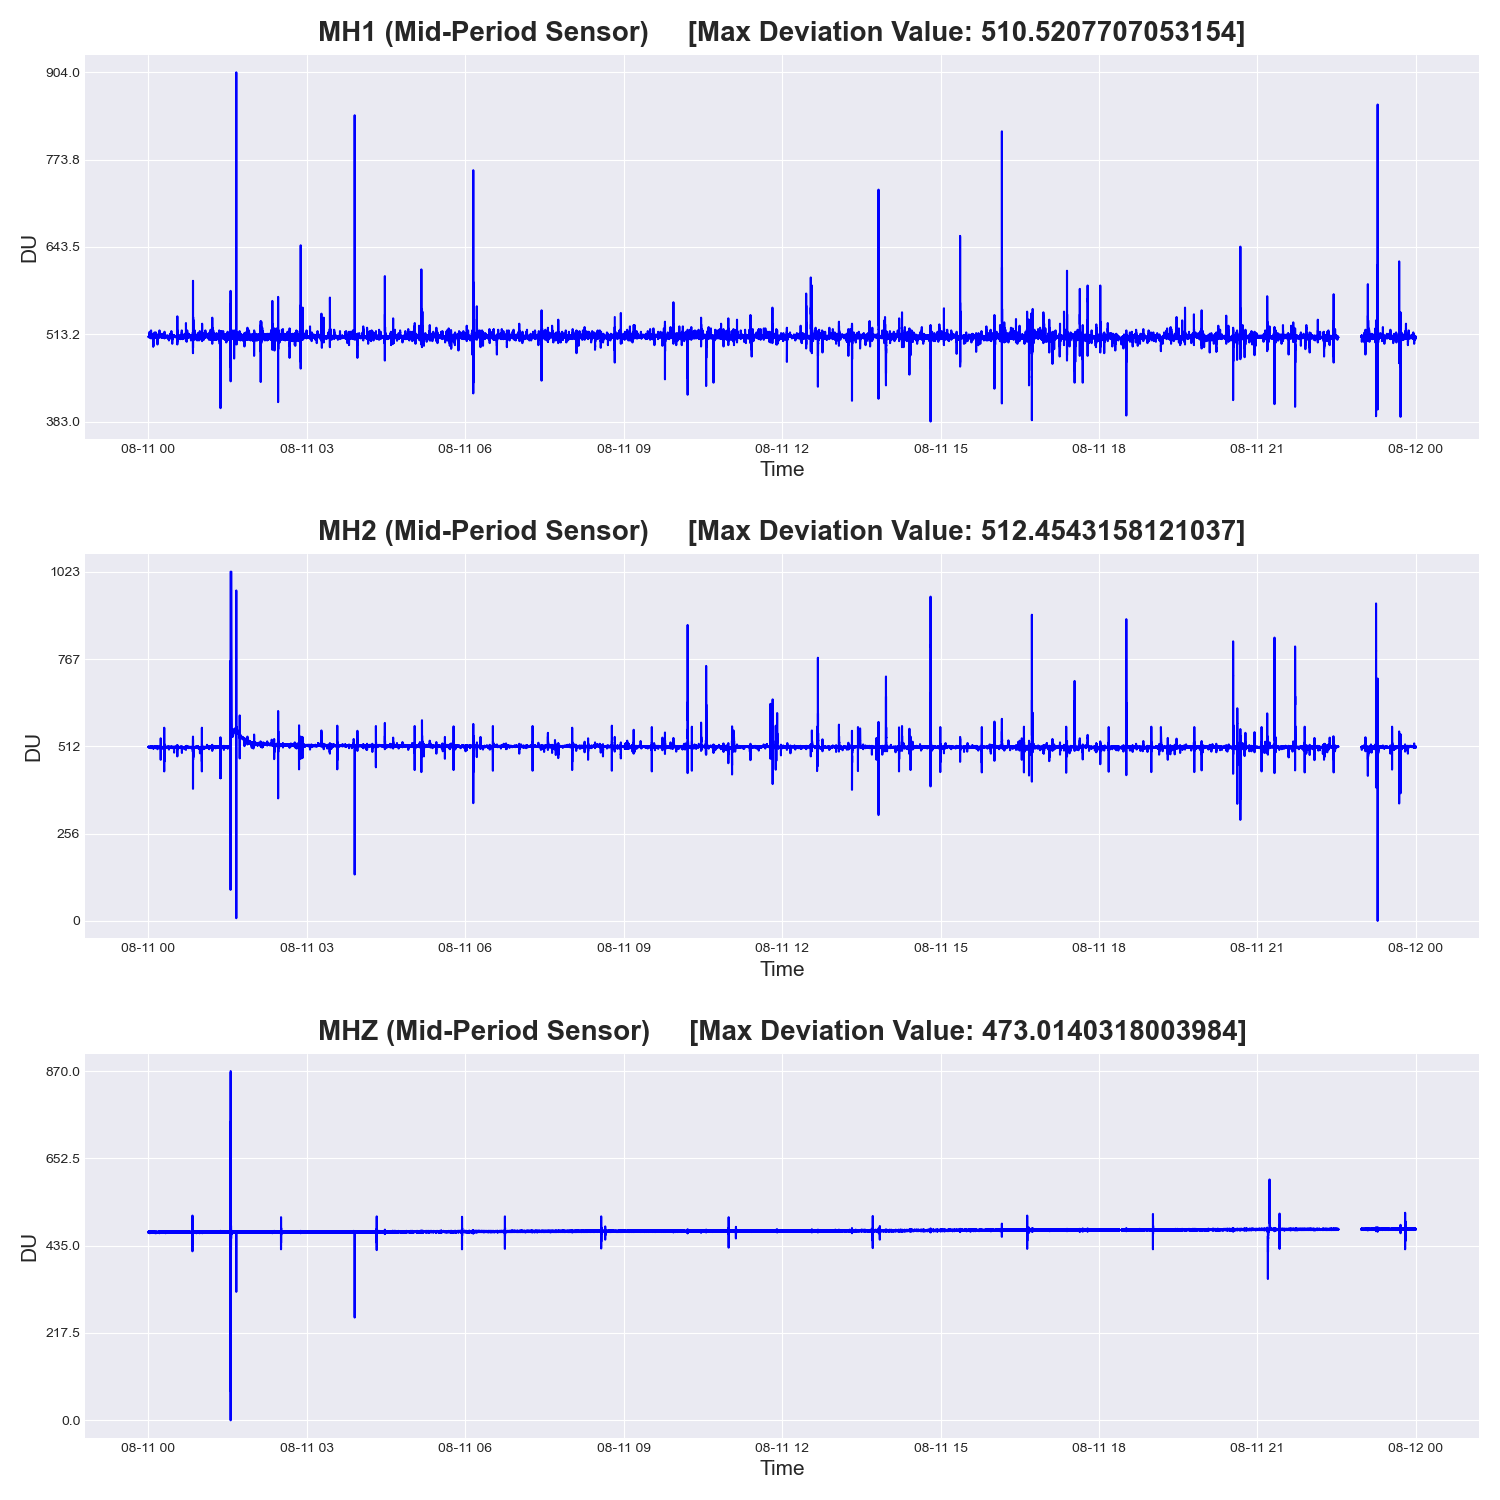 MH1 (Mid-Period Sensor) [Max Deviation Value: 510.5207707053154]
904.0
773.8
643.5
513.2
383.0
DU
08-11 00 08-11 03 08-11 06 08-11 09 08-11 12 08-11 15 08-11 18 08-11 21 08-12 00
Time
MH2 (Mid-Period Sensor) [Max Deviation Value: 512.4543158121037]
1023
767
512
256
0
DU
08-11 00 08-11 03 08-11 06 08-11 09 08-11 12 08-11 15 08-11 18 08-11 21 08-12 00
Time
MHZ (Mid-Period Sensor) [Max Deviation Value: 473.0140318003984]
870.0
652.5
435.0
217.5
0.0
DU
08-11 00 08-11 03 08-11 06 08-11 09 08-11 12 08-11 15 08-11 18 08-11 21 08-12 00
Time